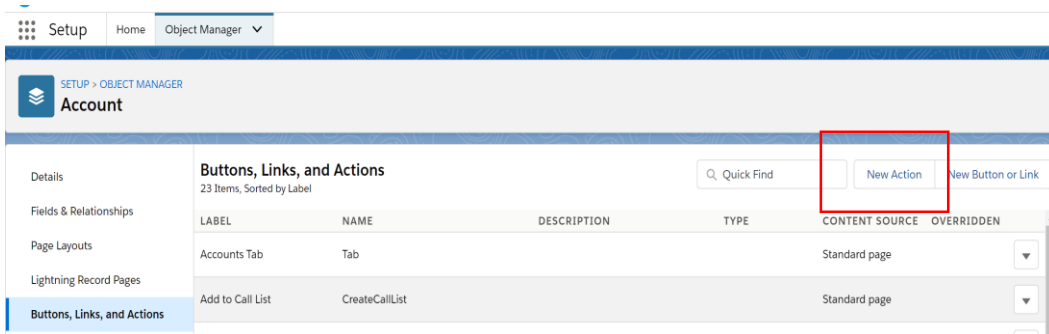 Setup Home Object Manager
SETUP > OBJECT MANAGER
Account
Details
Fields & Relationships
Page Layouts
Lightning Record Pages
Buttons, Links, and Actions
Buttons, Links, and Actions
23 Items, Sorted by Label
Quick Find New Action New Button or Link
LABEL NAME DESCRIPTION TYPE CONTENT SOURCE OVERRIDDEN
Accounts Tab Tab Standard page
Add to Call List CreateCallList Standard page